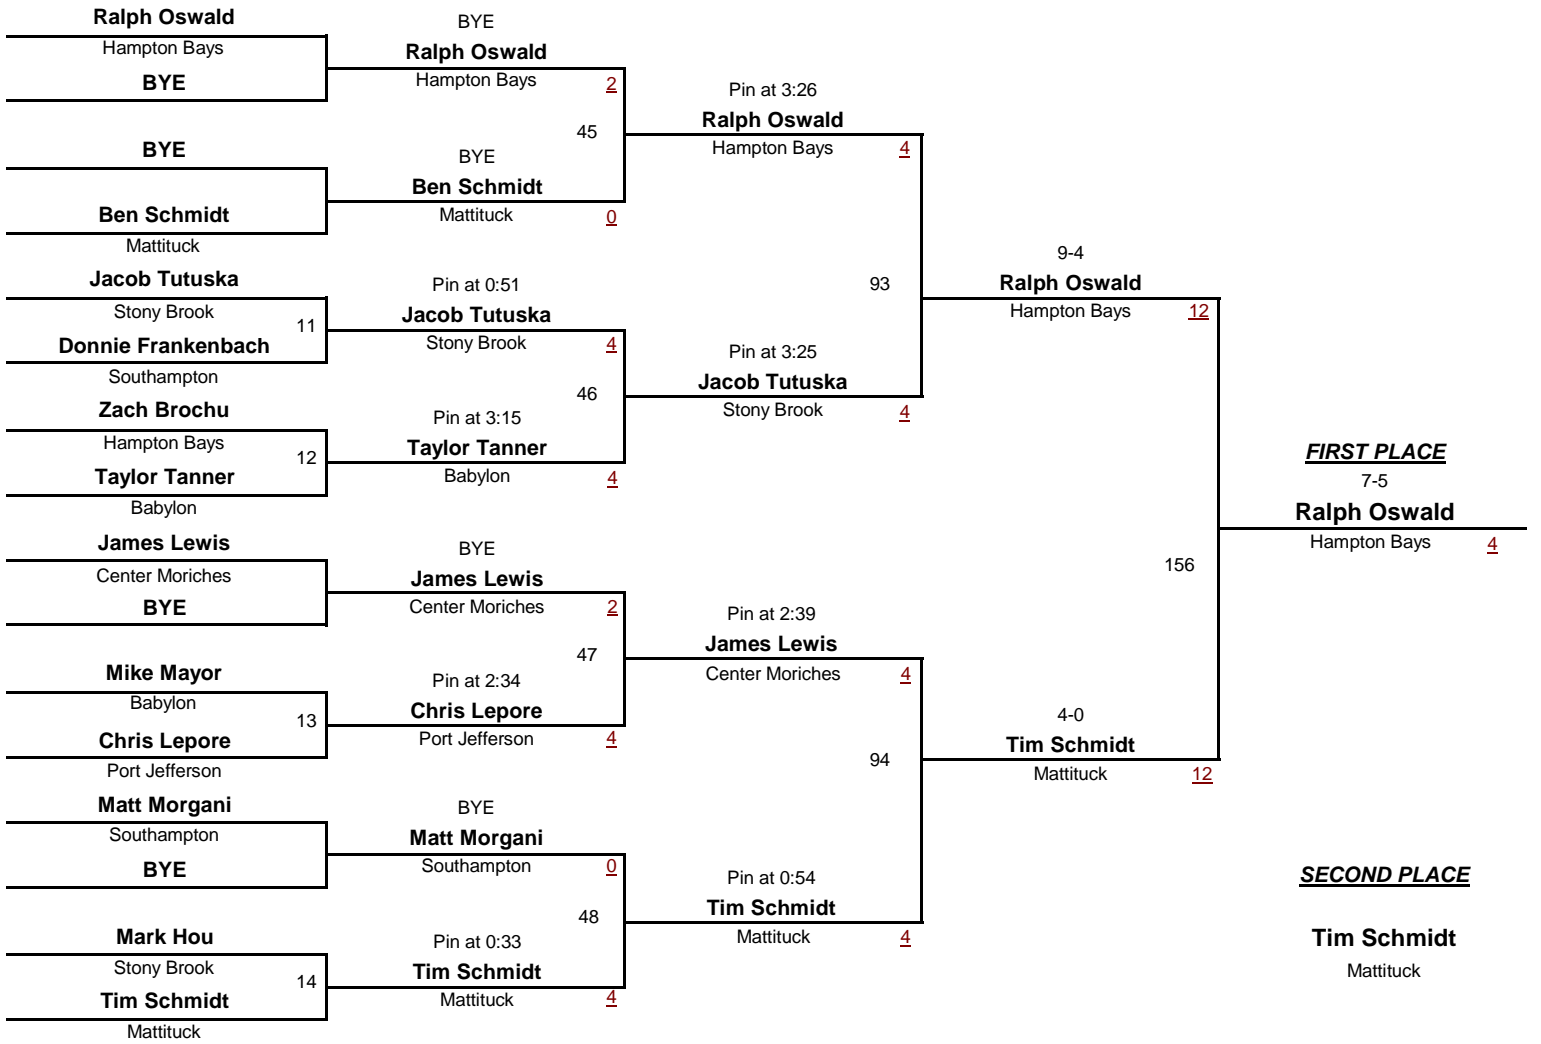 Ralph Oswald
Hampton Bays
BYE
BYE
Ben Schmidt
Mattituck
Jacob Tutuska
Stony Brook
11
Donnie Frankenbach
Southampton
Zach Brochu
Hampton Bays
12
Taylor Tanner
Babylon
James Lewis
Center Moriches
BYE
Mike Mayor
Babylon
13
Chris Lepore
Port Jefferson
Matt Morgani
Southampton
BYE
Mark Hou
Stony Brook
14
Tim Schmidt
Mattituck
BYE
Ralph Oswald
Hampton Bays
2
45
BYE
Ben Schmidt
Mattituck
0
Pin at 0:51
Jacob Tutuska
Stony Brook
4
46
Pin at 3:15
Taylor Tanner
Babylon
4
BYE
James Lewis
Center Moriches
2
47
Pin at 2:34
Chris Lepore
Port Jefferson
4
BYE
Matt Morgani
Southampton
0
48
Pin at 0:33
Tim Schmidt
Mattituck
4
Pin at 3:26
Ralph Oswald
Hampton Bays
4
93
Pin at 3:25
Jacob Tutuska
Stony Brook
4
Pin at 2:39
James Lewis
Center Moriches
4
94
Pin at 0:54
Tim Schmidt
Mattituck
4
9-4
Ralph Oswald
Hampton Bays
12
156
4-0
Tim Schmidt
Mattituck
12
FIRST PLACE
7-5
Ralph Oswald
Hampton Bays
4
SECOND PLACE
Tim Schmidt
Mattituck